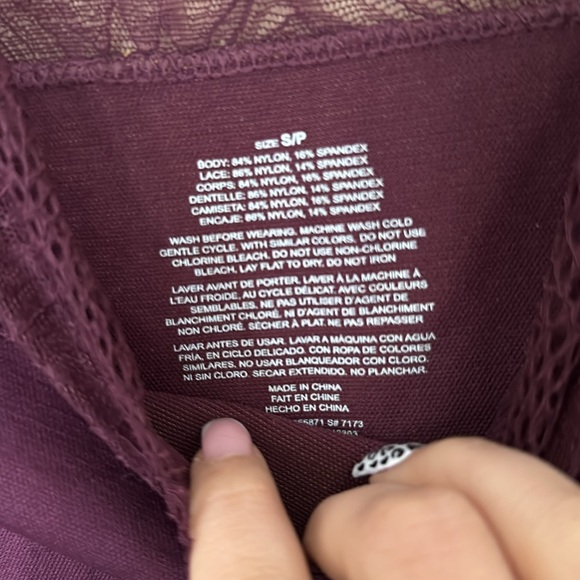 SIZE S/P
BODY: 84% NYLON, 16% SPANDEX
LACE: 86% NYLON, 14% SPANDEX
CORPS: 84% NYLON, 16% SPANDEX
DENTELLE: 86% NYLON, 14% SPANDEX
CAMISETA: 84% NYLON, 16% SPANDEX
ENCAJE: 86% NYLON, 14% SPANDEX
WASH BEFORE WEARING. MACHINE WASH COLD
GENTLE CYCLE. WITH SIMILAR COLORS. DO NOT USE
CHLORINE BLEACH. DO NOT USE NON-CHLORINE
BLEACH. LAY FLAT TO DRY. DO NOT IRON
LAVER AVANT DE PORTER. LAVER À LA MACHINE À
L'EAU FROIDE, AU CYCLE DÉLICAT. AVEC COULEURS
SEMBLABLES. NE PAS UTILISER D'AGENT DE
BLANCHIMENT CHLORÉ. NI D'AGENT DE BLANCHIMENT
NON CHLORÉ. SÉCHER À PLAT. NE PAS REPASSER
LAVAR ANTES DE USAR. LAVAR A MÁQUINA CON AGUA
FRÍA, EN CICLO DELICADO. CON ROPA DE COLORES
SIMILARES, NO USAR BLANQUEADOR CON CLORO.
NI SIN CLORO. SECAR EXTENDIDO. NO PLANCHAR.
MADE IN CHINA
FAIT EN CHINE
HECHO EN CHINA
S# 7173